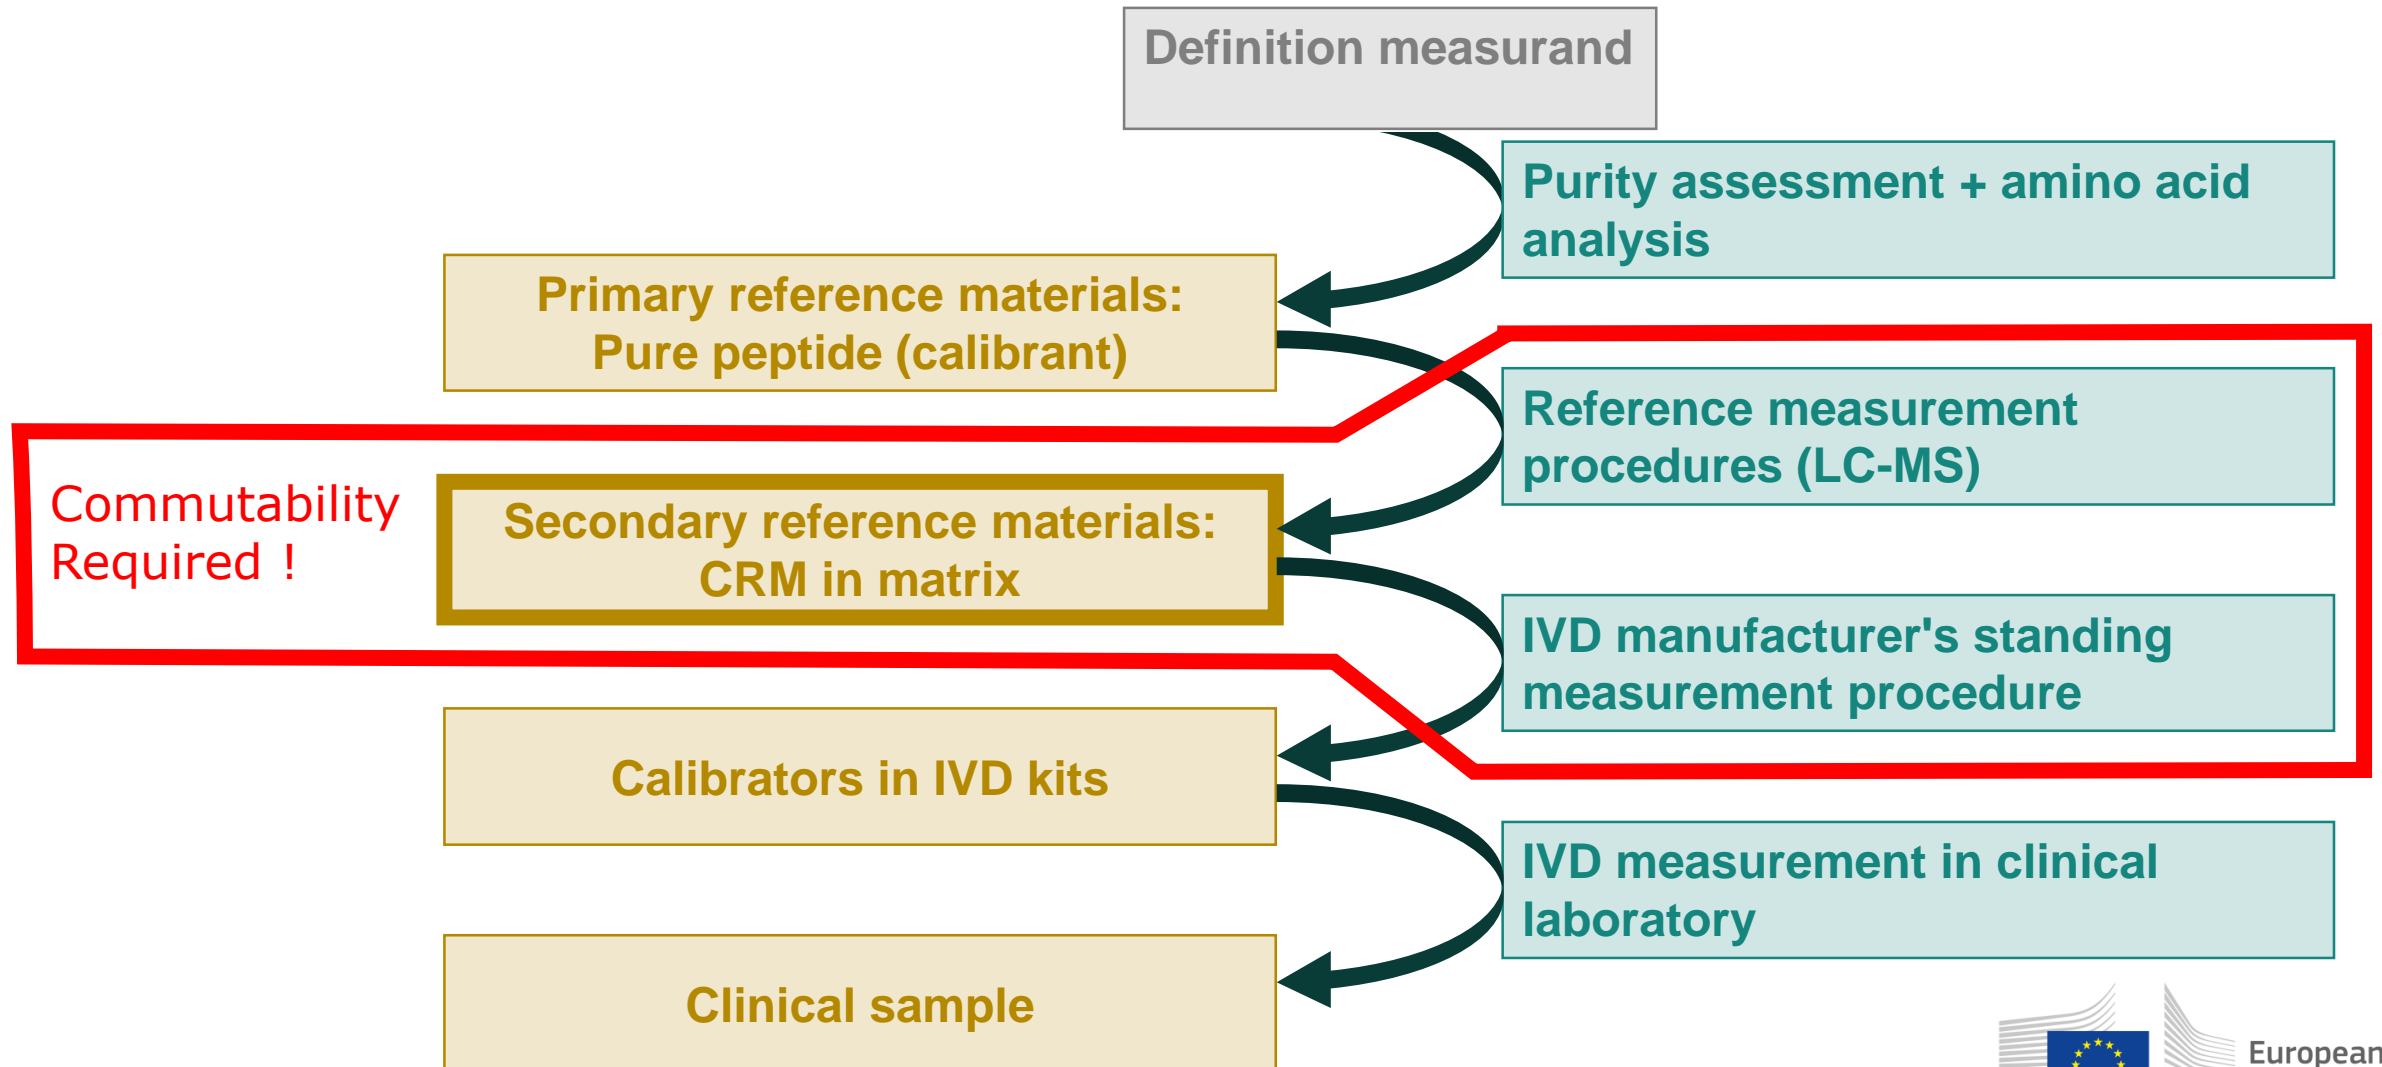 Definition measurand
Purity assessment + amino acid
analysis
Primary reference materials:
Pure peptide (calibrant)
Reference measurement
procedures (LC-MS)
Commutability
Required !
Secondary reference materials:
CRM in matrix
IVD manufacturer's standing
measurement procedure
Calibrators in IVD kits
IVD measurement in clinical
laboratory
Clinical sample
European